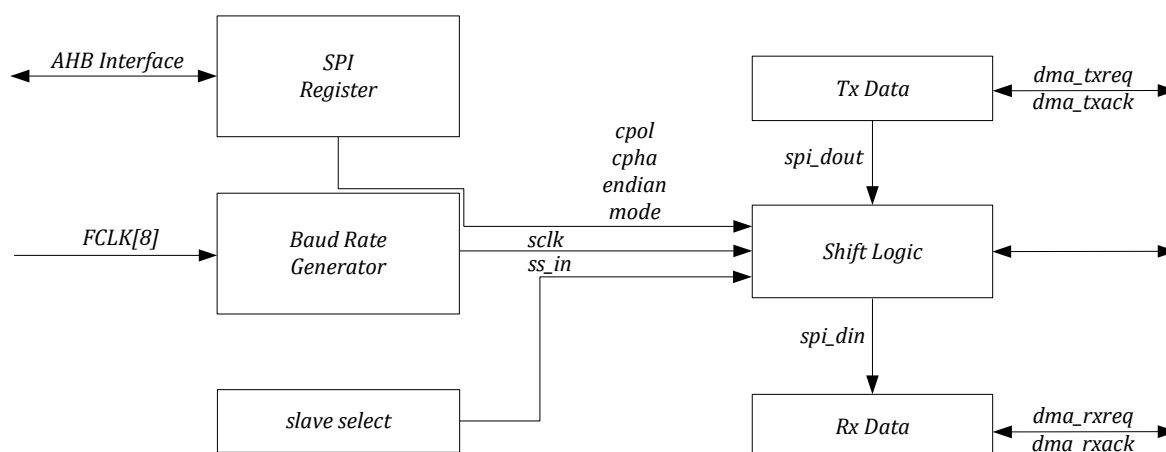 AHB Interface
SPI
Register
Tx Data
dma_txreq
dma_txack
cpol
cpha
endian
mode
spi_dout
FCLK[8]
Baud Rate
Generator
sclk
ss_in
Shift Logic
spi_din
slave select
Rx Data
dma_rxreq
dma_rxack